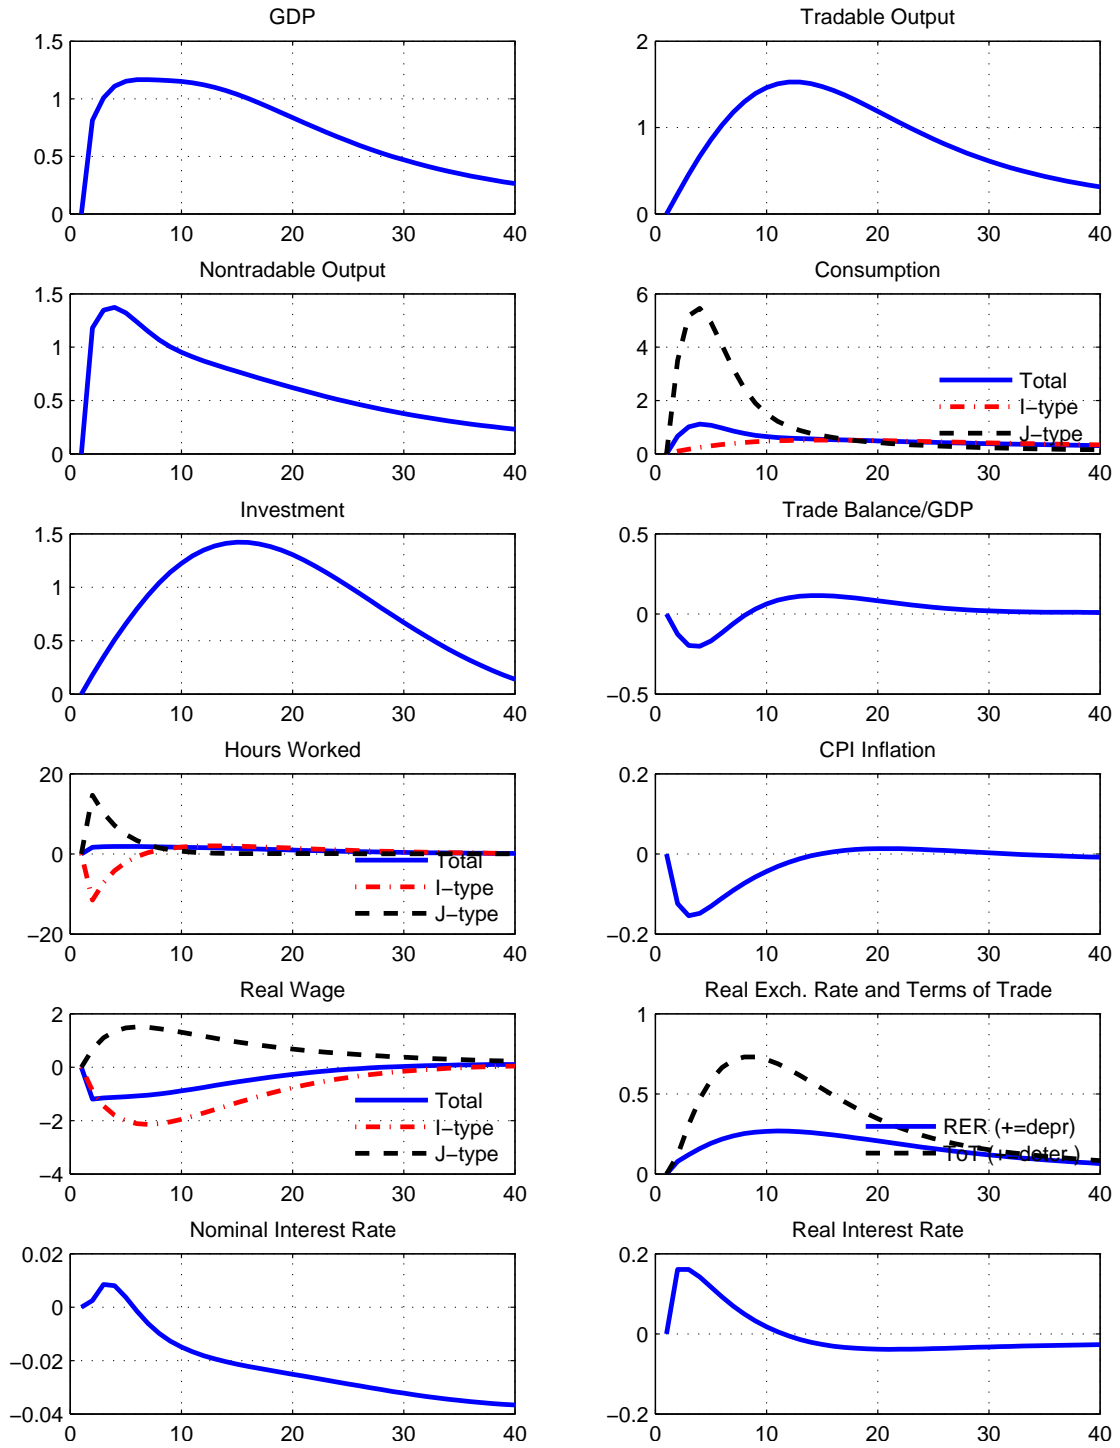 GDP
1.5
1
0.5
0
0 10 20 30 40
Tradable Output
2
1
0
0 10 20 30 40
Nontradable Output
1.5
1
0.5
0
0 10 20 30 40
Consumption
6
4
2
0
0 10 20 30 40
Total
I−type
J−type
Investment
1.5
1
0.5
0
0 10 20 30 40
Trade Balance/GDP
0.5
0
−0.5
0 10 20 30 40
Hours Worked
20
0
−20
0 10 20 30 40
Total
I−type
J−type
CPI Inflation
0.2
0
−0.2
0 10 20 30 40
Real Wage
2
0
−2
−4
0 10 20 30 40
Total
I−type
J−type
Real Exch. Rate and Terms of Trade
1
0.5
0
0 10 20 30 40
RER (+=depr)
ToT (+=deter.)
Nominal Interest Rate
0.02
0
−0.02
−0.04
0 10 20 30 40
Real Interest Rate
0.2
0
−0.2
0 10 20 30 40